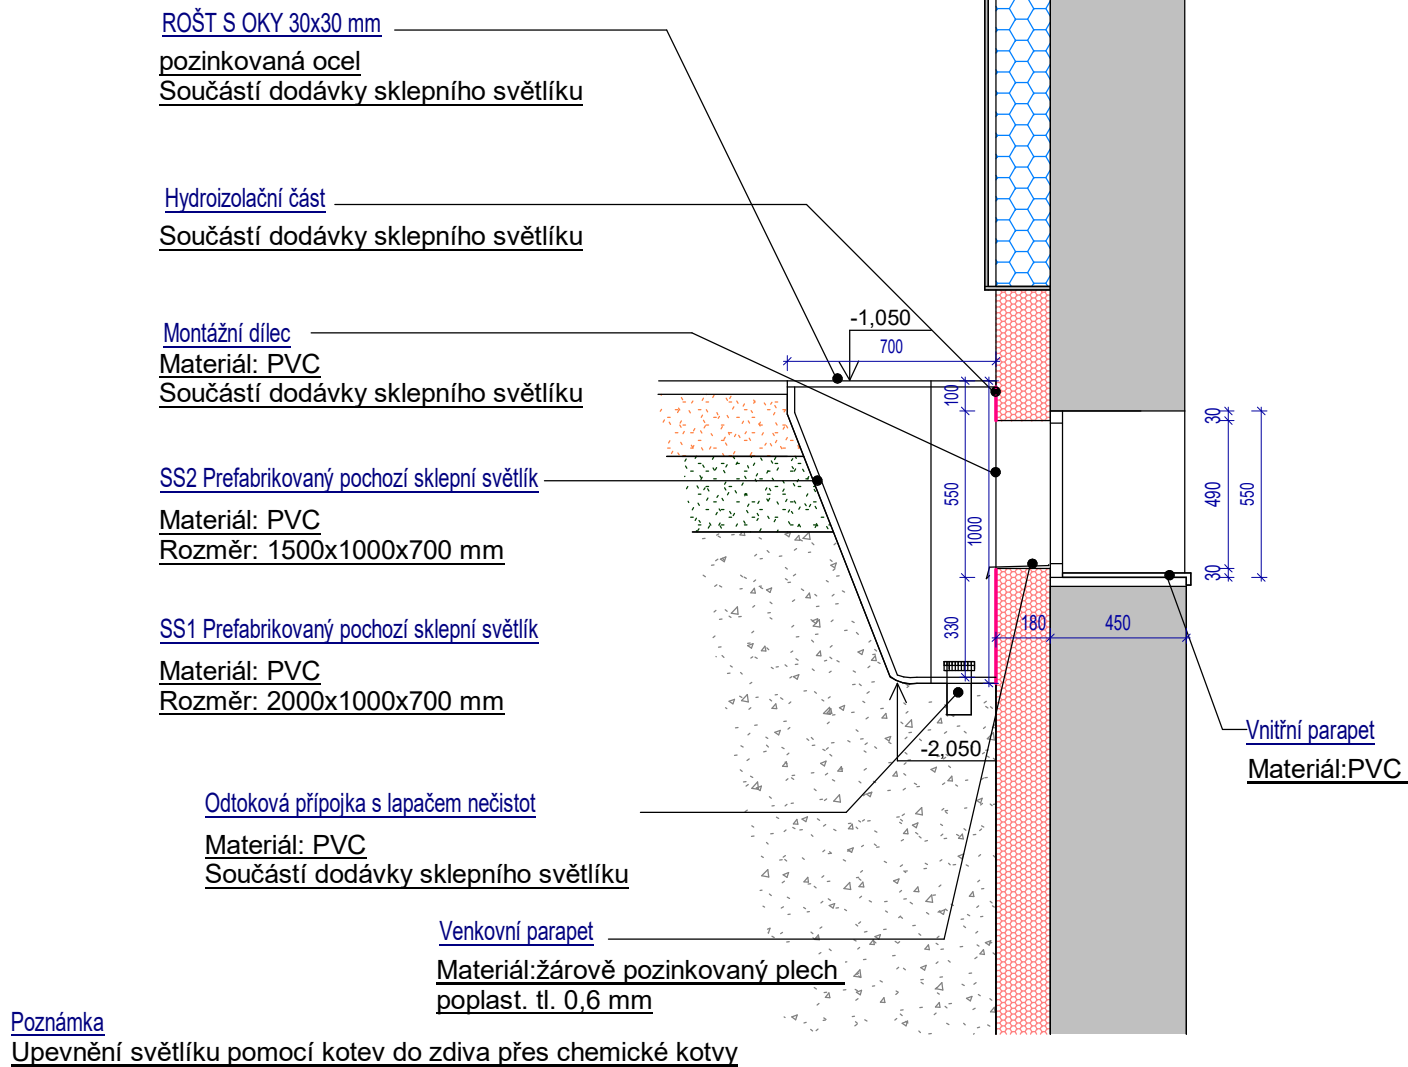 ROŠT S OKY 30x30 mm
pozinkovaná ocel
Součástí dodávky sklepního světlíku
Hydroizolační část
Součástí dodávky sklepního světlíku
Montážní dílec
Materiál: PVC
Součástí dodávky sklepního světlíku
SS2 Prefabrikovaný pochozí sklepní světlík
Materiál: PVC
Rozměr: 1500x1000x700 mm
SS1 Prefabrikovaný pochozí sklepní světlík
Materiál: PVC
Rozměr: 2000x1000x700 mm
Odtoková přípojka s lapačem nečistot
Materiál: PVC
Součástí dodávky sklepního světlíku
Venkovní parapet
Materiál:žárově pozinkovaný plech
poplast. tl. 0,6 mm
Poznámka
Upevnění světlíku pomocí kotev do zdiva přes chemické kotvy
-1,050
700
100
550
1000
330
180
450
-2,050
30
490
550
30
Vnitřní parapet
Materiál:PVC